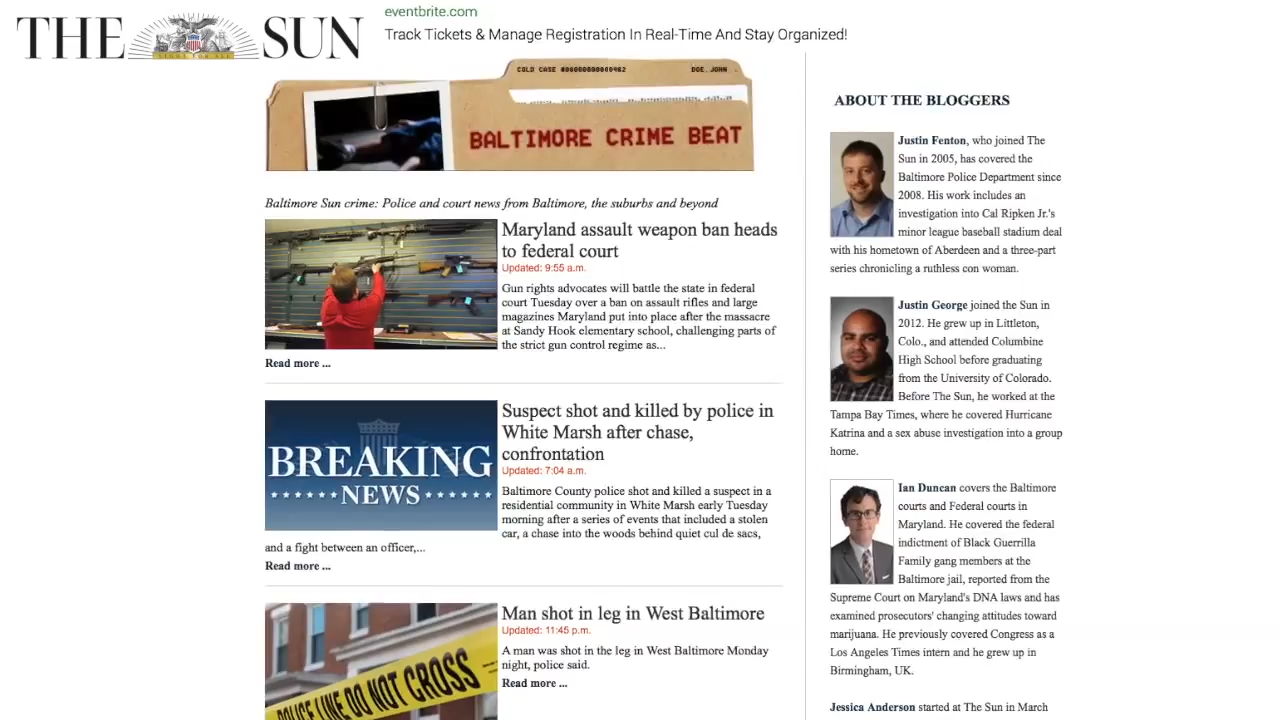 THE SUN
LIGHT FOR ALL
eventbrite.com
Track Tickets & Manage Registration In Real-Time And Stay Organized!
DOE, JOHN
BALTIMORE CRIME BEAT
Baltimore Sun crime: Police and court news from Baltimore, the suburbs and beyond
Maryland assault weapon ban heads
to federal court
Updated: 9:55 a.m.
Gun rights advocates will battle the state in federal
court Tuesday over a ban on assault rifles and large
magazines Maryland put into place after the massacre
at Sandy Hook elementary school, challenging parts of
the strict gun control regime as...
Read more ...
BREAKING
NEWS
Suspect shot and killed by police in
White Marsh after chase,
confrontation
Updated: 7:04 a.m.
Baltimore County police shot and killed a suspect in a
residential community in White Marsh early Tuesday
morning after a series of events that included a stolen
car, a chase into the woods behind quiet cul de sacs,
and a fight between an officer,...
Read more ...
POLICE LINE DO NOT CROSS
Man shot in leg in West Baltimore
Updated: 11:45 p.m.
A man was shot in the leg in West Baltimore Monday
night, police said.
Read more ...
ABOUT THE BLOGGERS
Justin Fenton, who joined The
Sun in 2005, has covered the
Baltimore Police Department since
2008. His work includes an
investigation into Cal Ripken Jr.'s
minor league baseball stadium deal
with his hometown of Aberdeen and a three-part
series chronicling a ruthless con woman.
Justin George joined the Sun in
2012. He grew up in Littleton,
Colo., and attended Columbine
High School before graduating
from the University of Colorado.
Before The Sun, he worked at the
Tampa Bay Times, where he covered Hurricane
Katrina and a sex abuse investigation into a group
home.
Ian Duncan covers the Baltimore
courts and Federal courts in
Maryland. He covered the federal
indictment of Black Guerrilla
Family gang members at the
Baltimore jail, reported from the
Supreme Court on Maryland's DNA laws and has
examined prosecutors' changing attitudes toward
marijuana. He previously covered Congress as a
Los Angeles Times intern and he grew up in
Birmingham, UK.
Jessica Anderson started at The Sun in March